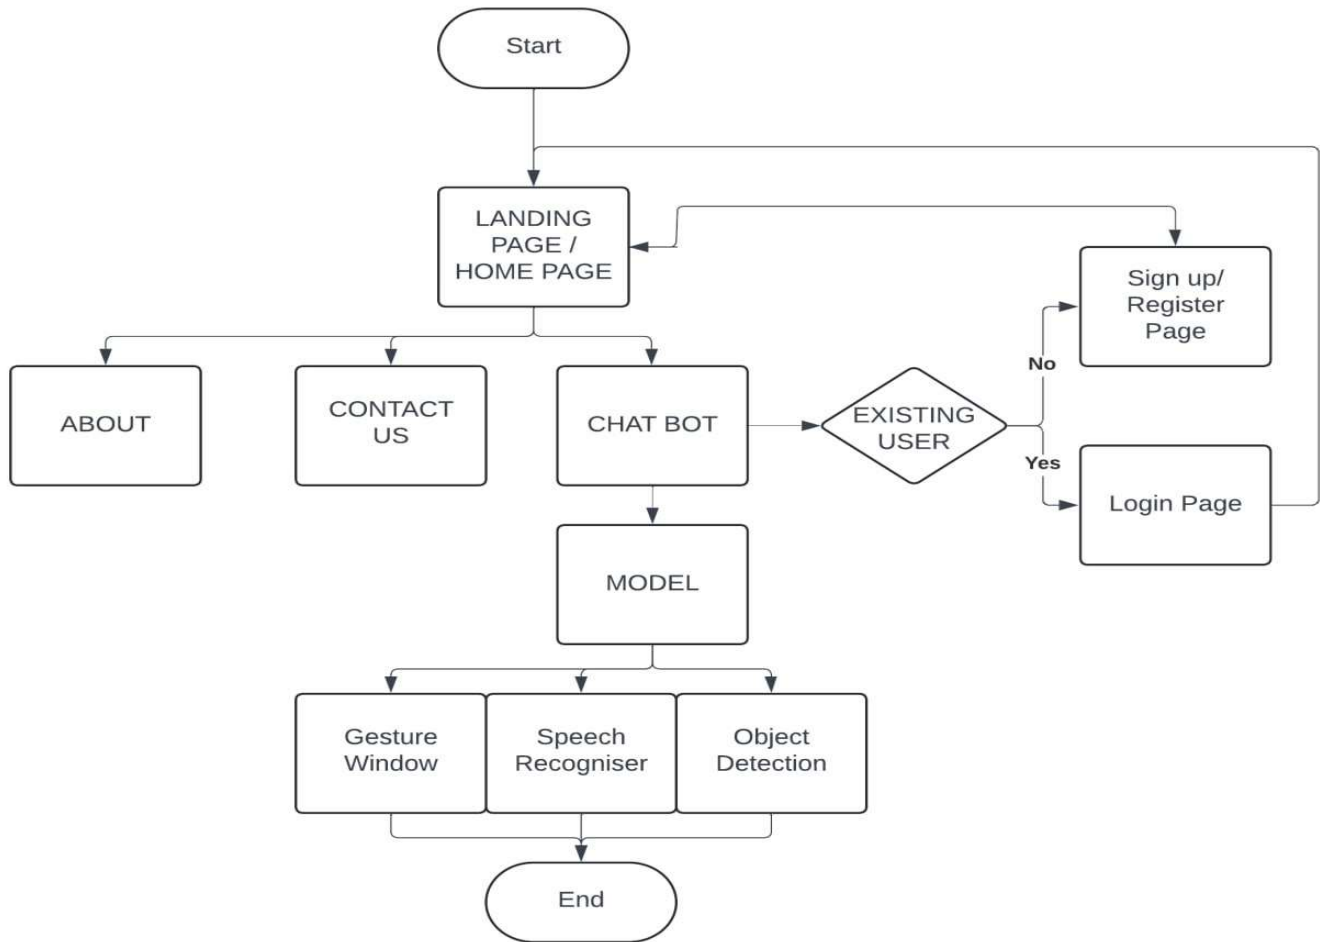 Start
LANDING
PAGE /
HOME PAGE
Sign up/
Register
Page
No
ABOUT
CONTACT
US
CHAT BOT
EXISTING
USER
Yes
Login Page
MODEL
Gesture
Window
Speech
Recogniser
Object
Detection
End